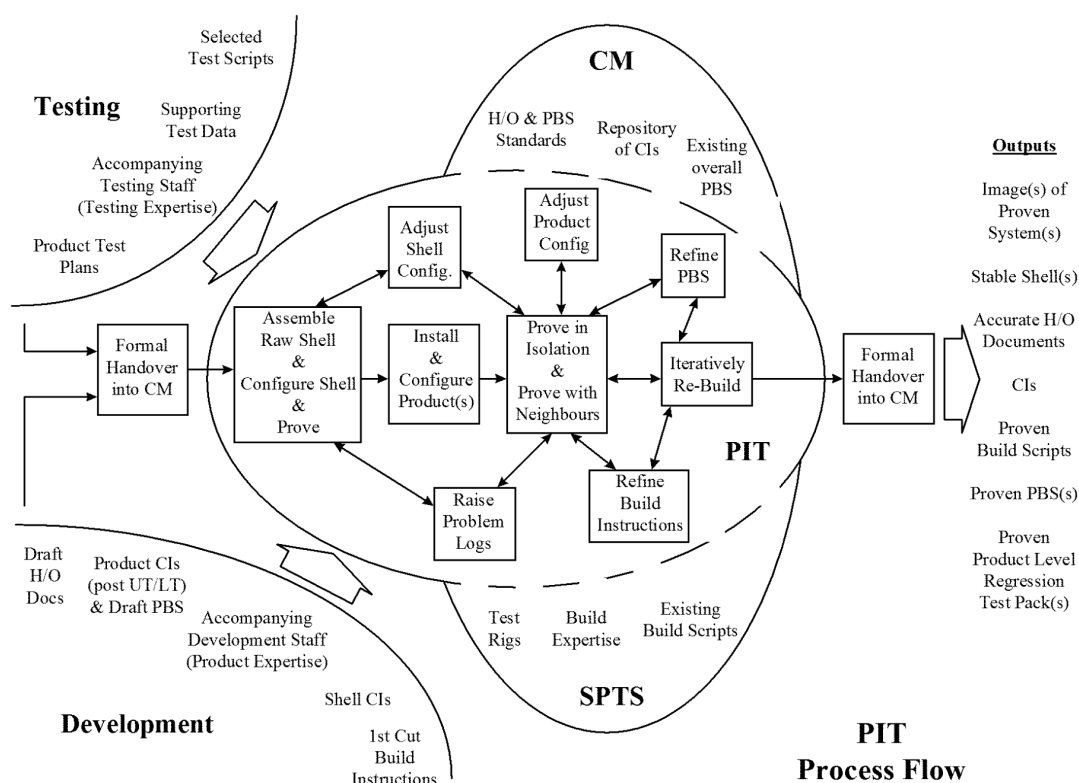 Selected
Test Scripts
Testing
Supporting
Test Data
Accompanying
Testing Staff
(Testing Expertise)
Product Test
Plans
CM
H/O & PBS
Standards
Repository
of CIs
Existing
overall
PBS
Adjust
Shell
Config.
Adjust
Product
Config
Refine
PBS
Formal
Handover
into CM
Assemble
Raw Shell
&
Configure Shell
&
Prove
Install
&
Configure
Product(s)
Prove in
Isolation
&
Prove with
Neighbours
Iteratively
Re-Build
Formal
Handover
into CM
PIT
Raise
Problem
Logs
Refine
Build
Instructions
Draft
H/O
Docs
Product CIs
(post UT/LT)
& Draft PBS
Accompanying
Development Staff
(Product Expertise)
Shell CIs
1st Cut
Build
Instructions
Development
Test
Rigs
Build
Expertise
Existing
Build Scripts
SPTS
Outputs
Image(s) of
Proven
System(s)
Stable Shell(s)
Accurate H/O
Documents
CIs
Proven
Build Scripts
Proven PBS(s)
Proven
Product Level
Regression
Test Pack(s)
PIT
Process Flow